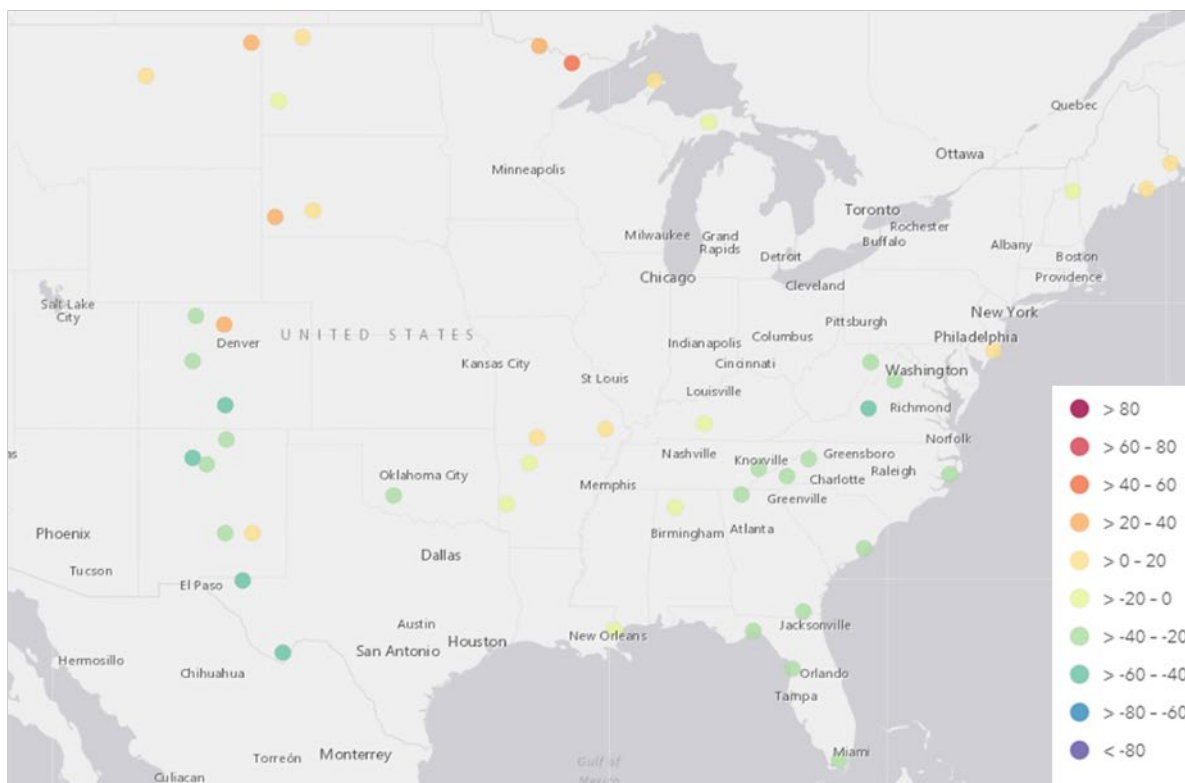 Quebec
Ottawa
Minneapolis
Toronto
Rochester
Buffalo
Milwaukee
Grand
Rapids
Albany
Detroit
Boston
Chicago
Providence
Cleveland
Salt Lake
City
New York
Pittsburgh
UNITED STATES
Denver
Columbus
Philadelphia
Indianapolis
Kansas City
Cincinnati
Washington
St Louis
Louisville
Richmond
Norfolk
Nashville
Knoxville
Greensboro
Raleigh
Oklahoma City
Charlotte
Memphis
Greenville
Phoenix
Birmingham
Atlanta
Dallas
Tucson
El Paso
Austin
Jacksonville
New Orleans
Houston
San Antonio
Hermosillo
Chihuahua
Orlando
Tampa
Miami
Torreón
Monterrey
Gulf of
Mexico
Culiacan
> 80
> 60 - 80
> 40 - 60
> 20 - 40
> 0 - 20
> -20 - 0
> -40 - -20
> -60 - -40
> -80 - -60
< -80